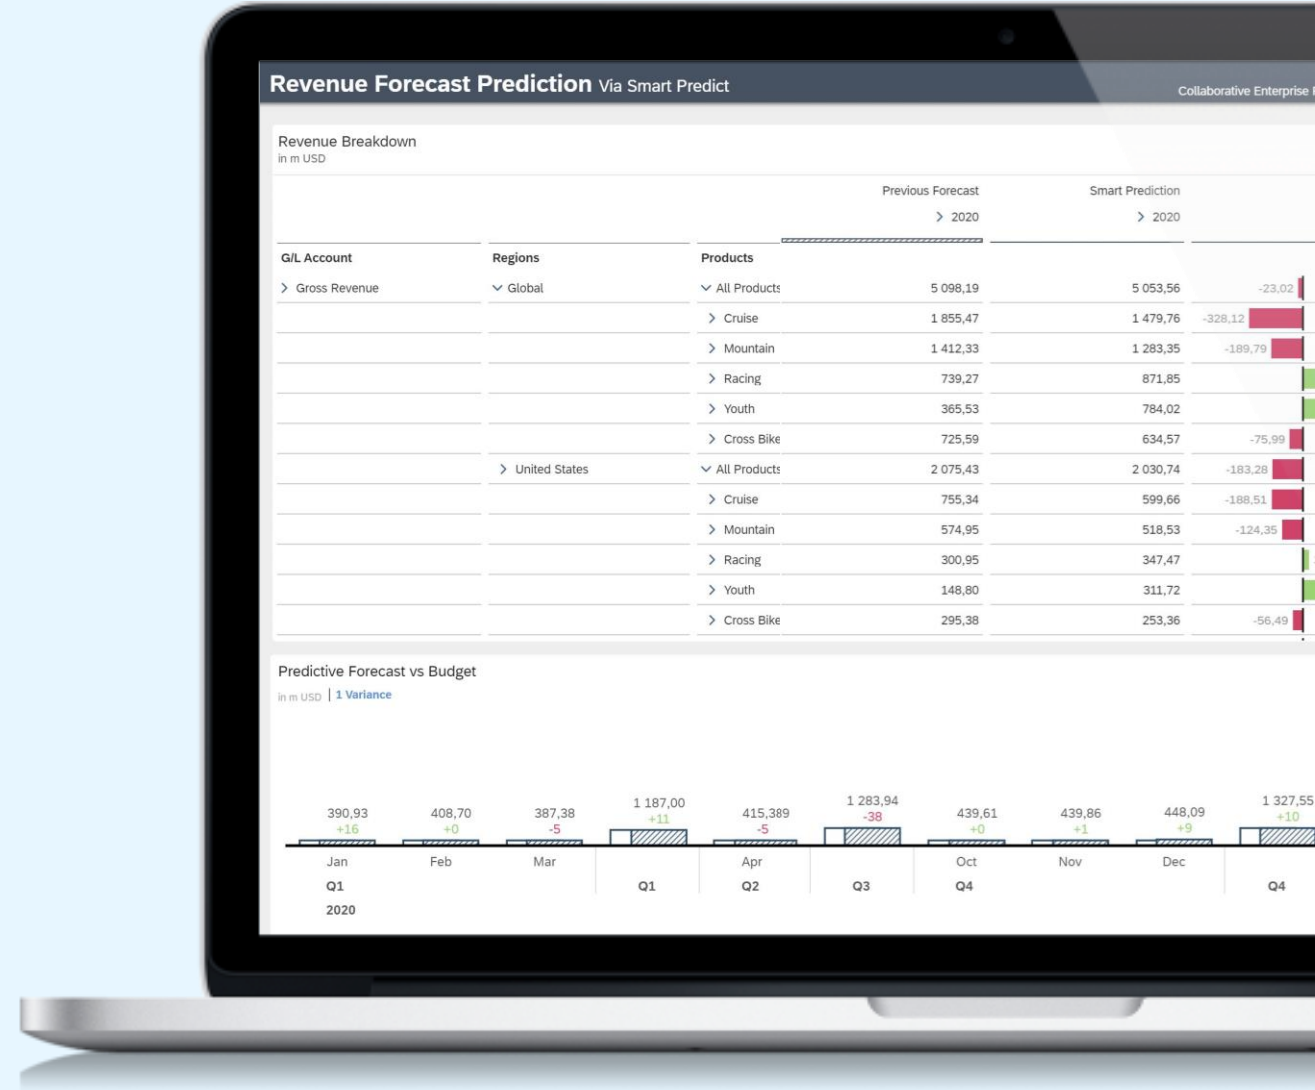 Revenue Forecast Prediction Via Smart Predict
Collaborative Enterprise
Revenue Breakdown
in m USD
Previous Forecast Smart Prediction
2020 2020
G/L Account Regions Products
Gross Revenue Global All Products 5 098,19 5 053,56 -23,02
Cruise 1 855,47 1 479,76 -328,12
Mountain 1 412,33 1 283,35 -189,79
Racing 739,27 871,85
Youth 365,53 784,02
Cross Bike 725,59 634,57 -75,99
United States All Products 2 075,43 2 030,74 -183,28
Cruise 755,34 599,66 -188,51
Mountain 574,95 518,53 -124,35
Racing 300,95 347,47
Youth 148,80 311,72
Cross Bike 295,38 253,36 -56,49
Predictive Forecast vs Budget
in m USD | 1 Variance
390,93 408,70 387,38 1 187,00 415,389 1 283,94 439,61 439,86 448,09 1 327,55
+16 +0 -5 +11 -5 -38 +0 +1 +9 +10
Jan Feb Mar Apr Oct Nov Dec
Q1 Q1 Q2 Q3 Q4 Q4
2020